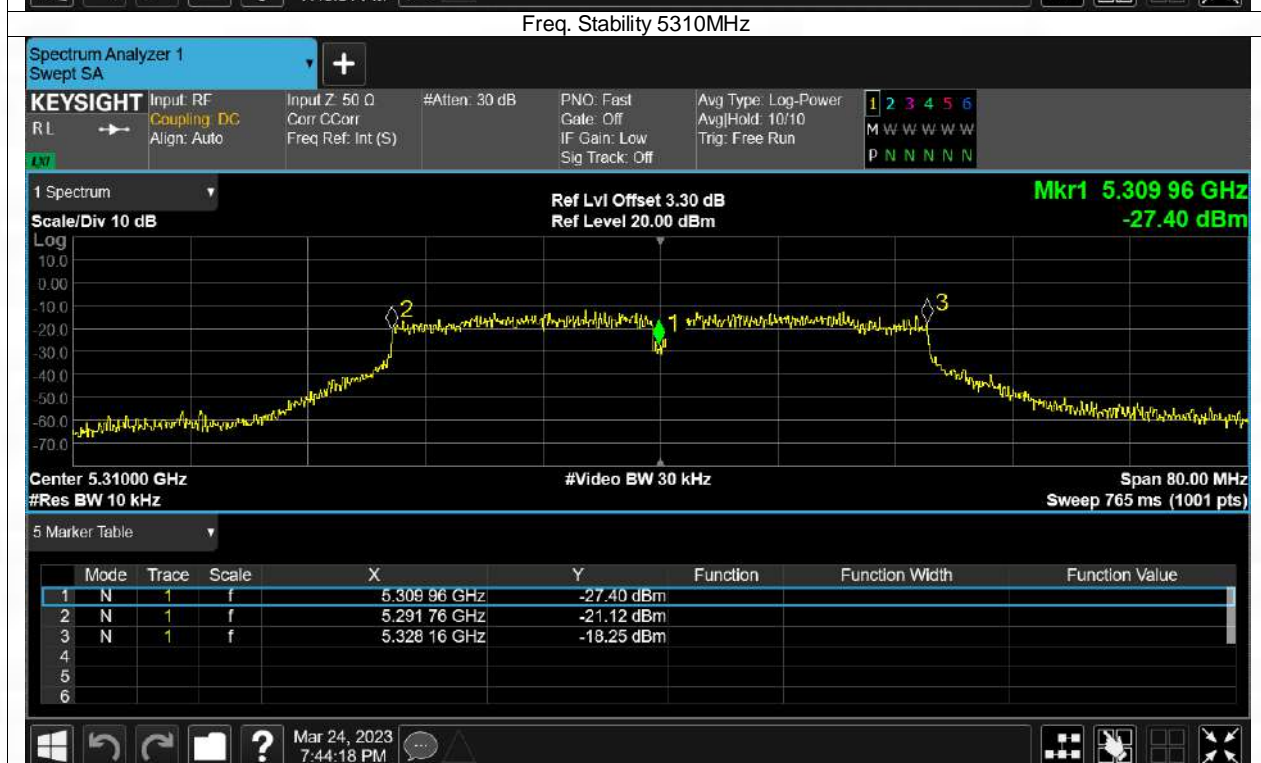 Freq. Stability 5310MHz
Spectrum Analyzer 1
Swept SA
+
KEYSIGHT
RL
LXI
Input: RF
Coupling: DC
Align: Auto
Input Z: 50 Ω
Corr CCorr
Freq Ref: Int (S)
#Atten: 30 dB
PNO: Fast
Gate: Off
IF Gain: Low
Sig Track: Off
Avg Type: Log-Power
Avg|Hold: 10/10
Trig: Free Run
1 2 3 4 5 6
M W W W W W
P N N N N N
1 Spectrum
Scale/Div 10 dB
Ref Lvl Offset 3.30 dB
Ref Level 20.00 dBm
Mkr1 5.309 96 GHz
-27.40 dBm
Log
10.0
0.00
-10.0
-20.0
-30.0
-40.0
-50.0
-60.0
-70.0
2
1
3
Center 5.31000 GHz
#Res BW 10 kHz
#Video BW 30 kHz
Span 80.00 MHz
Sweep 765 ms (1001 pts)
5 Marker Table
Mode Trace Scale X Y Function Function Width Function Value
1 N 1 f 5.309 96 GHz -27.40 dBm
2 N 1 f 5.291 76 GHz -21.12 dBm
3 N 1 f 5.328 16 GHz -18.25 dBm
4
5
6
?
Mar 24, 2023
7:44:18 PM